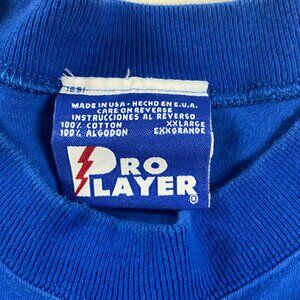 MADE IN USA - HECHO EN E.U.A.
CARE ON REVERSE
INSTRUCCIONES AL REVERSO
100% COTTON XXLARGE
100% ALGODON EXXGRANDE
PRO
PLAYER
®